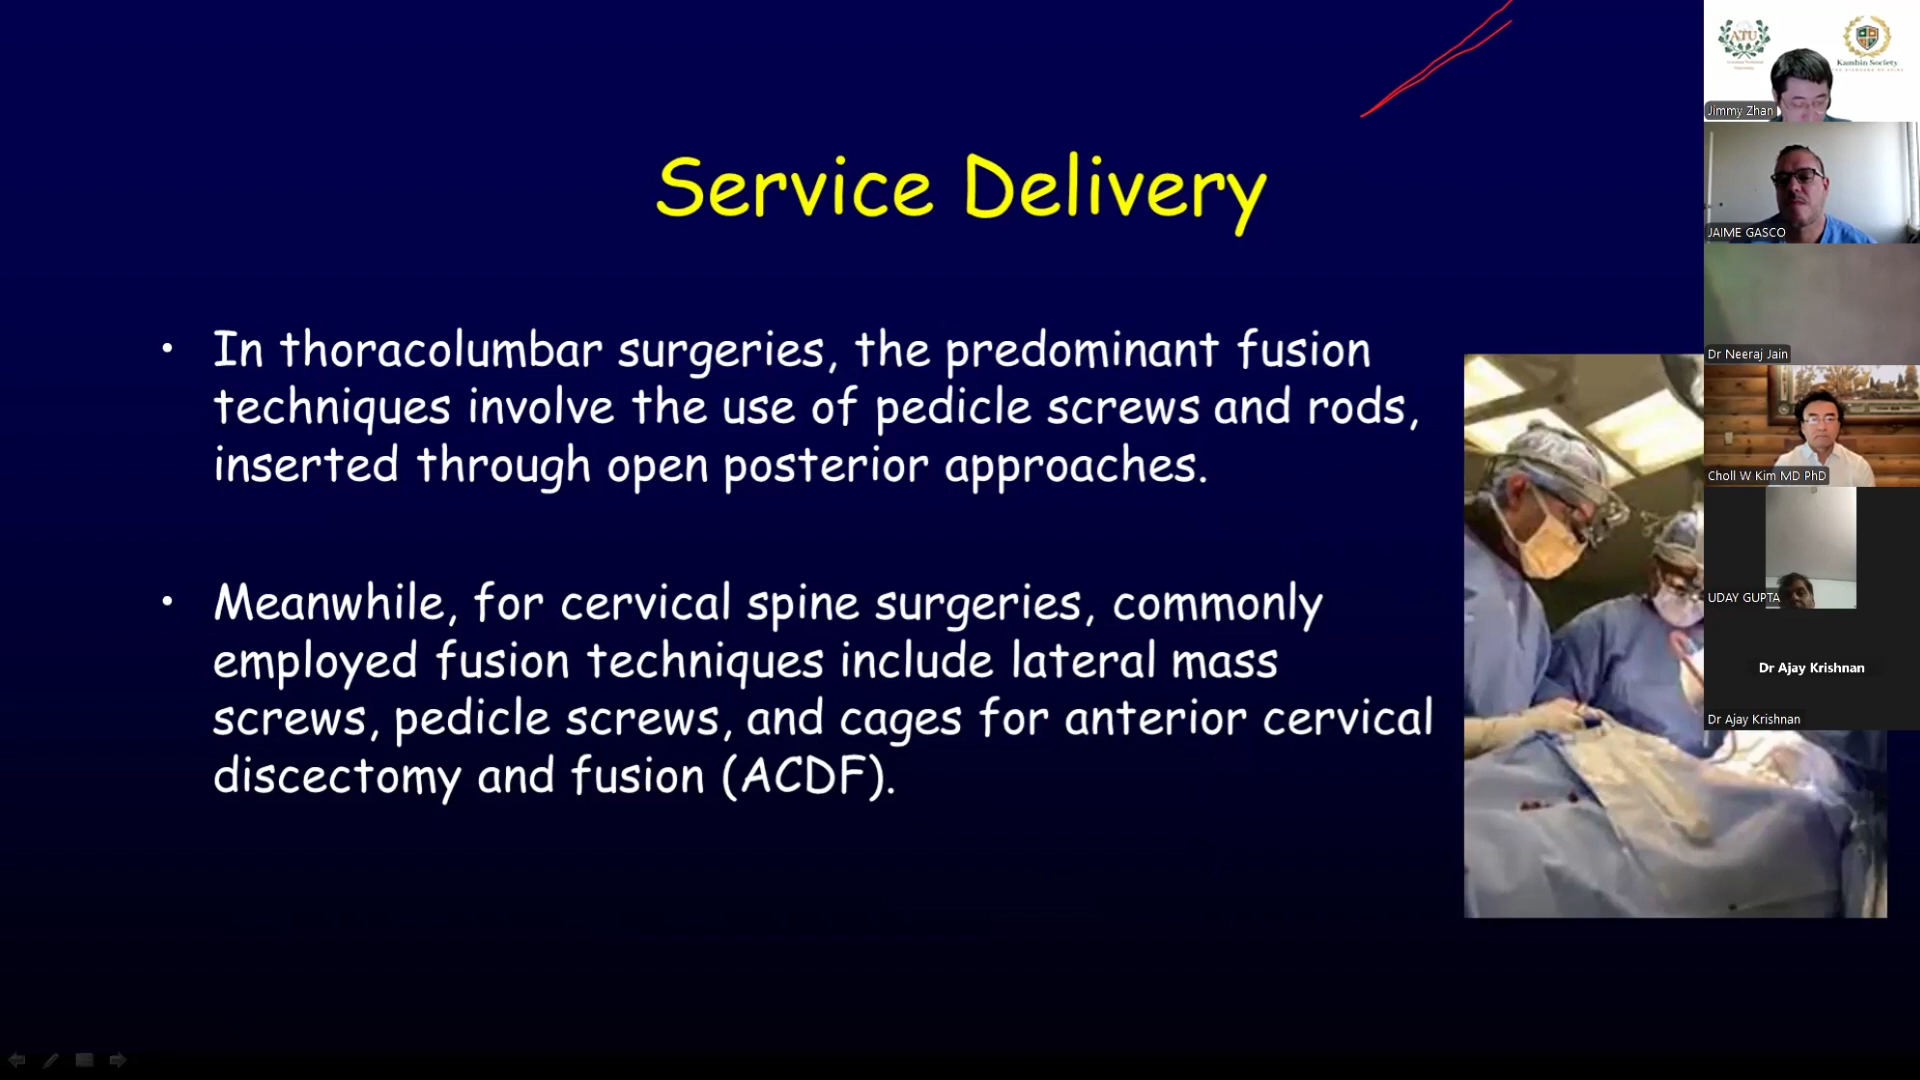 Service Delivery
• In thoracolumbar surgeries, the predominant fusion
techniques involve the use of pedicle screws and rods,
inserted through open posterior approaches.
• Meanwhile, for cervical spine surgeries, commonly
employed fusion techniques include lateral mass
screws, pedicle screws, and cages for anterior cervical
discectomy and fusion (ACDF).
ATU
Kambin Society
Jimmy Zhan
JAIME GASCO
Dr Neeraj Jain
Choll W Kim MD PhD
UDAY GUPTA
Dr Ajay Krishnan
Dr Ajay Krishnan